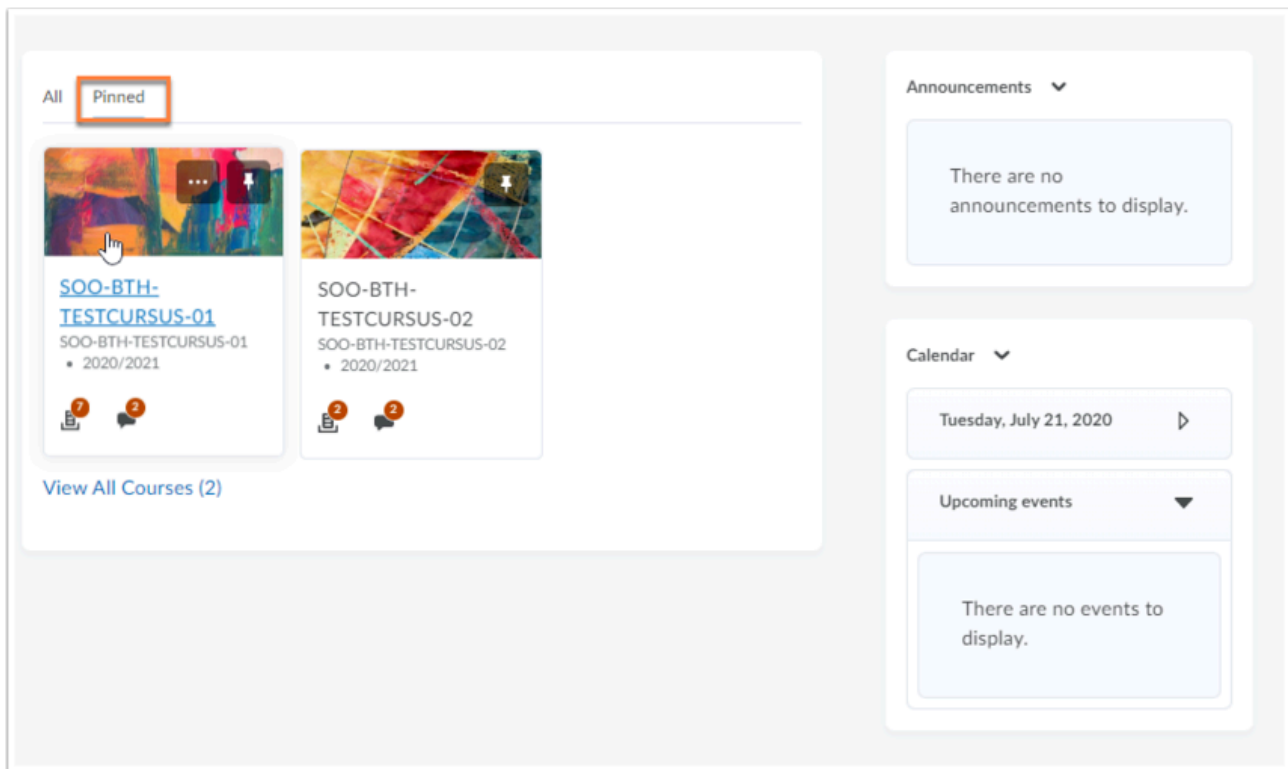 All Pinned
SOO-BTH-
TESTCURSUS-01
SOO-BTH-TESTCURSUS-01
• 2020/2021
7 2
SOO-BTH-
TESTCURSUS-02
SOO-BTH-TESTCURSUS-02
• 2020/2021
2 2
View All Courses (2)
Announcements
There are no
announcements to display.
Calendar
Tuesday, July 21, 2020
Upcoming events
There are no events to
display.